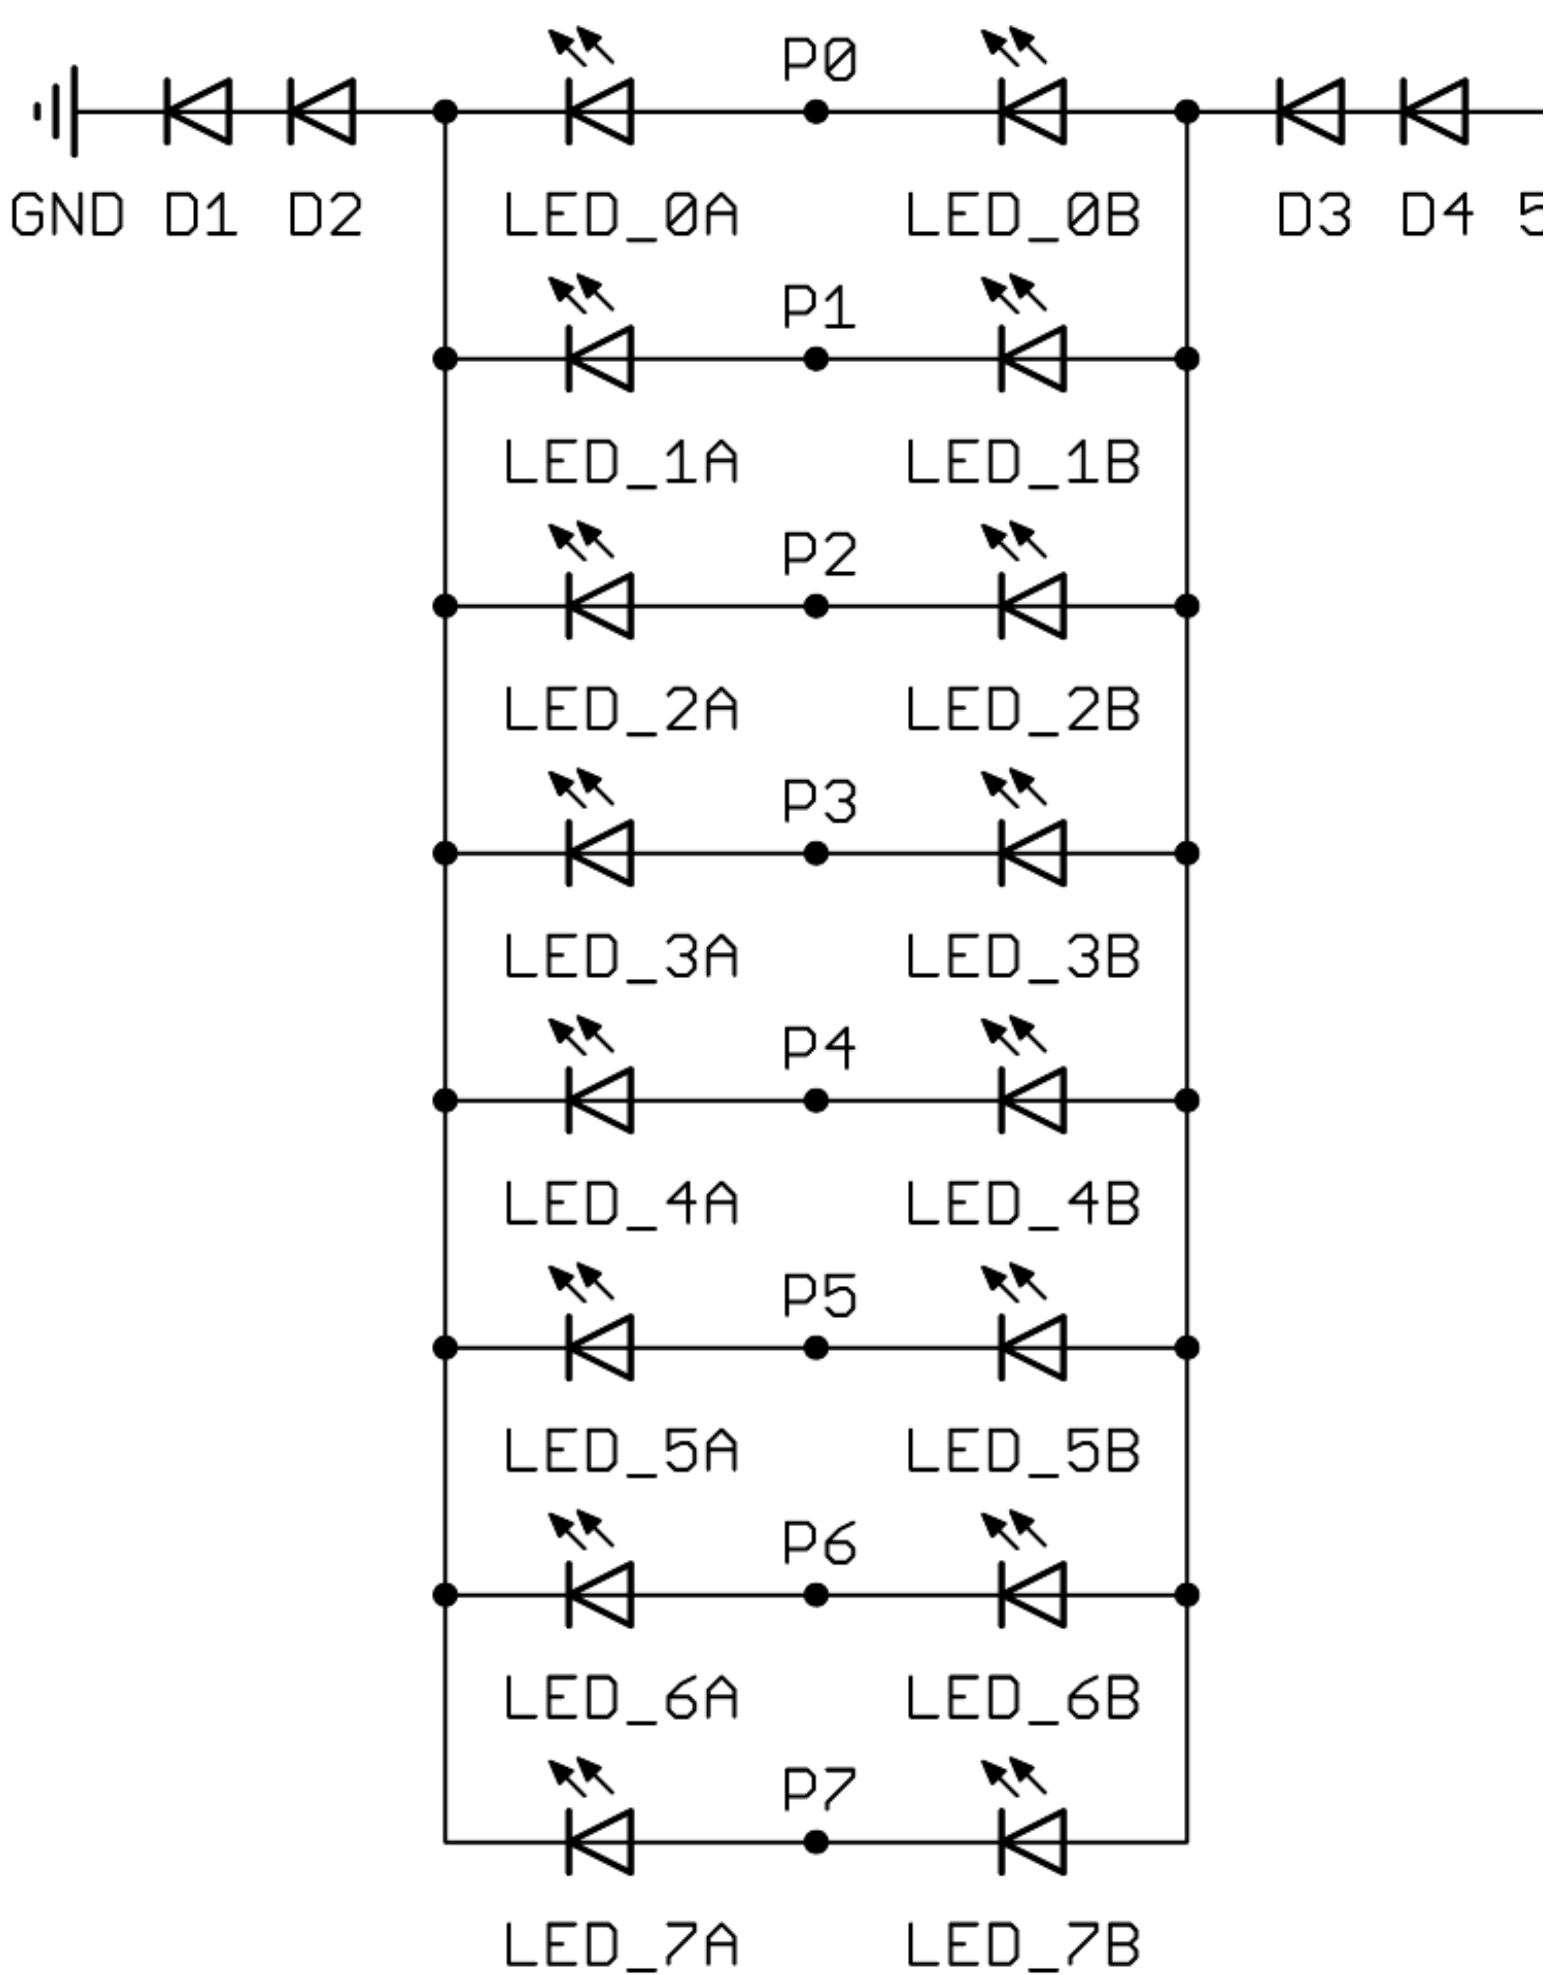 P0
GND D1 D2 LED_0A LED_0B D3 D4 5
P1
LED_1A LED_1B
P2
LED_2A LED_2B
P3
LED_3A LED_3B
P4
LED_4A LED_4B
P5
LED_5A LED_5B
P6
LED_6A LED_6B
P7
LED_7A LED_7B